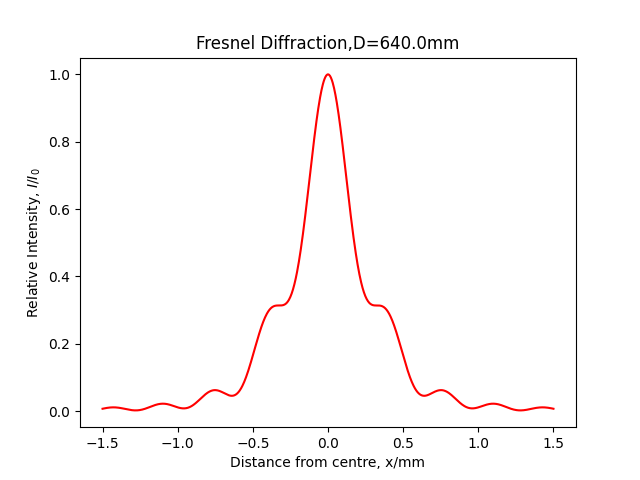 Fresnel Diffraction,D=640.0mm
1.0
0.8
0.6
0.4
0.2
0.0
Relative Intensity, I/I₀
−1.5 −1.0 −0.5 0.0 0.5 1.0 1.5
Distance from centre, x/mm